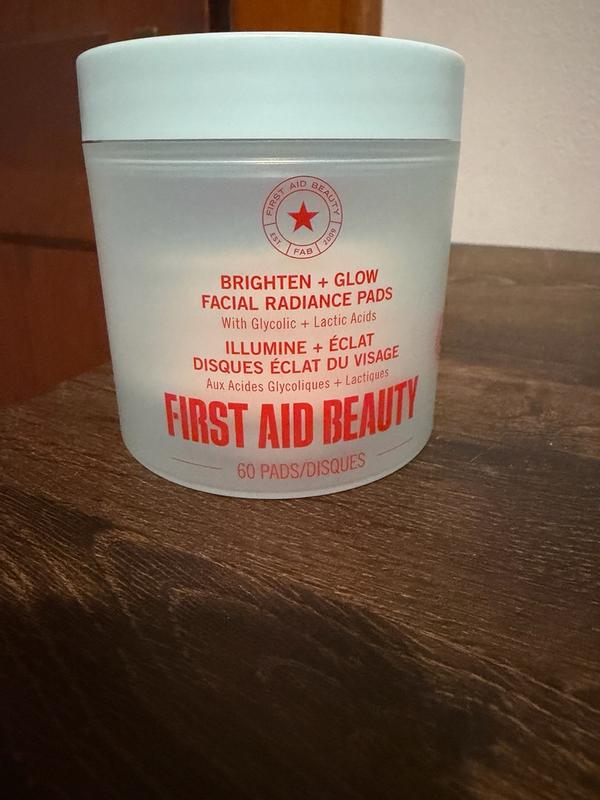 FIRST AID BEAUTY
EST FAB 2009
BRIGHTEN + GLOW
FACIAL RADIANCE PADS
With Glycolic + Lactic Acids
ILLUMINE + ÉCLAT
DISQUES ÉCLAT DU VISAGE
Aux Acides Glycoliques + Lactiques
FIRST AID BEAUTY
60 PADS/DISQUES